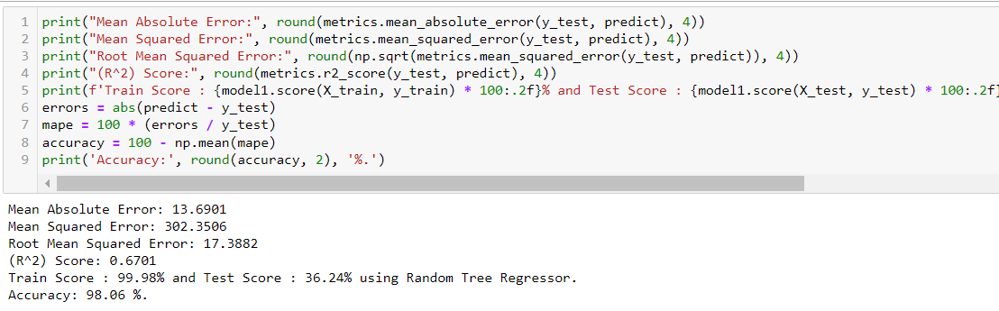 1 print("Mean Absolute Error:", round(metrics.mean_absolute_error(y_test, predict), 4))
2 print("Mean Squared Error:", round(metrics.mean_squared_error(y_test, predict), 4))
3 print("Root Mean Squared Error:", round(np.sqrt(metrics.mean_squared_error(y_test, predict)), 4))
4 print("(R^2) Score:", round(metrics.r2_score(y_test, predict), 4))
5 print(f'Train Score : {model1.score(X_train, y_train) * 100:.2f}% and Test Score : {model1.score(X_test, y_test) * 100:.2f}
6 errors = abs(predict - y_test)
7 mape = 100 * (errors / y_test)
8 accuracy = 100 - np.mean(mape)
9 print('Accuracy:', round(accuracy, 2), '%.')
Mean Absolute Error: 13.6901
Mean Squared Error: 302.3506
Root Mean Squared Error: 17.3882
(R^2) Score: 0.6701
Train Score : 99.98% and Test Score : 36.24% using Random Tree Regressor.
Accuracy: 98.06 %.